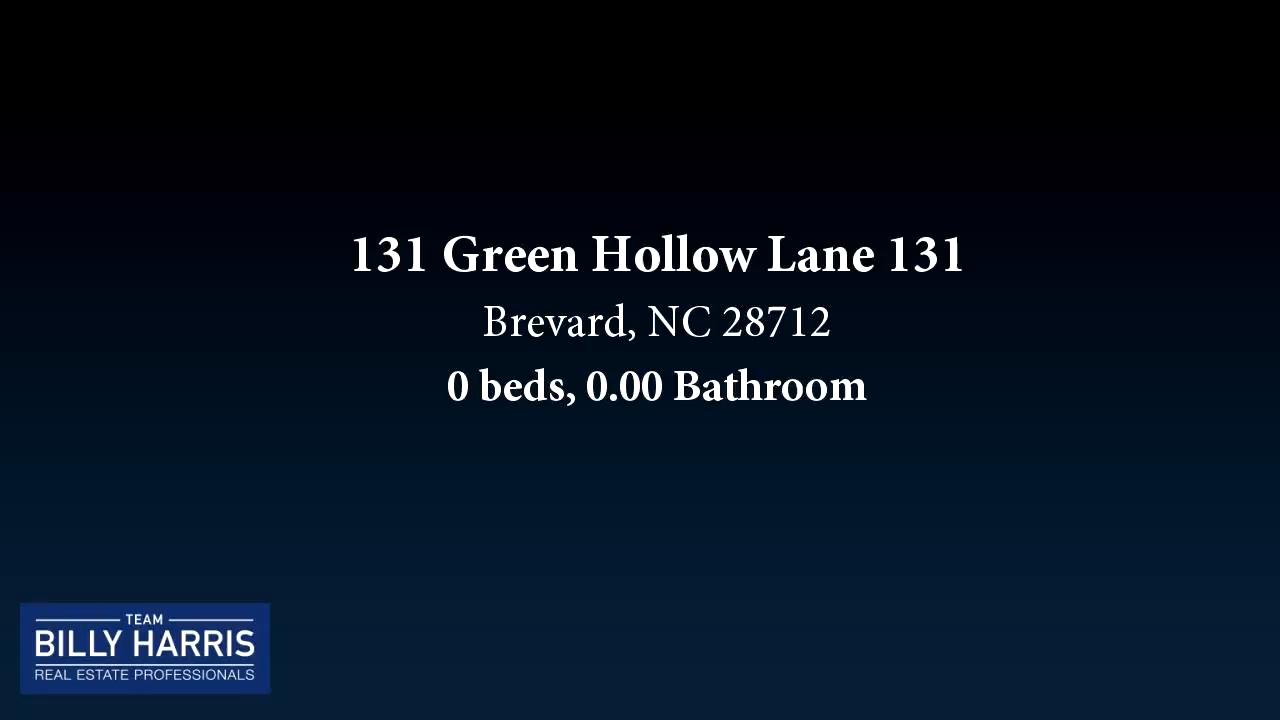 131 Green Hollow Lane 131
Brevard, NC 28712
0 beds, 0.00 Bathroom
TEAM
BILLY HARRIS
REAL ESTATE PROFESSIONALS